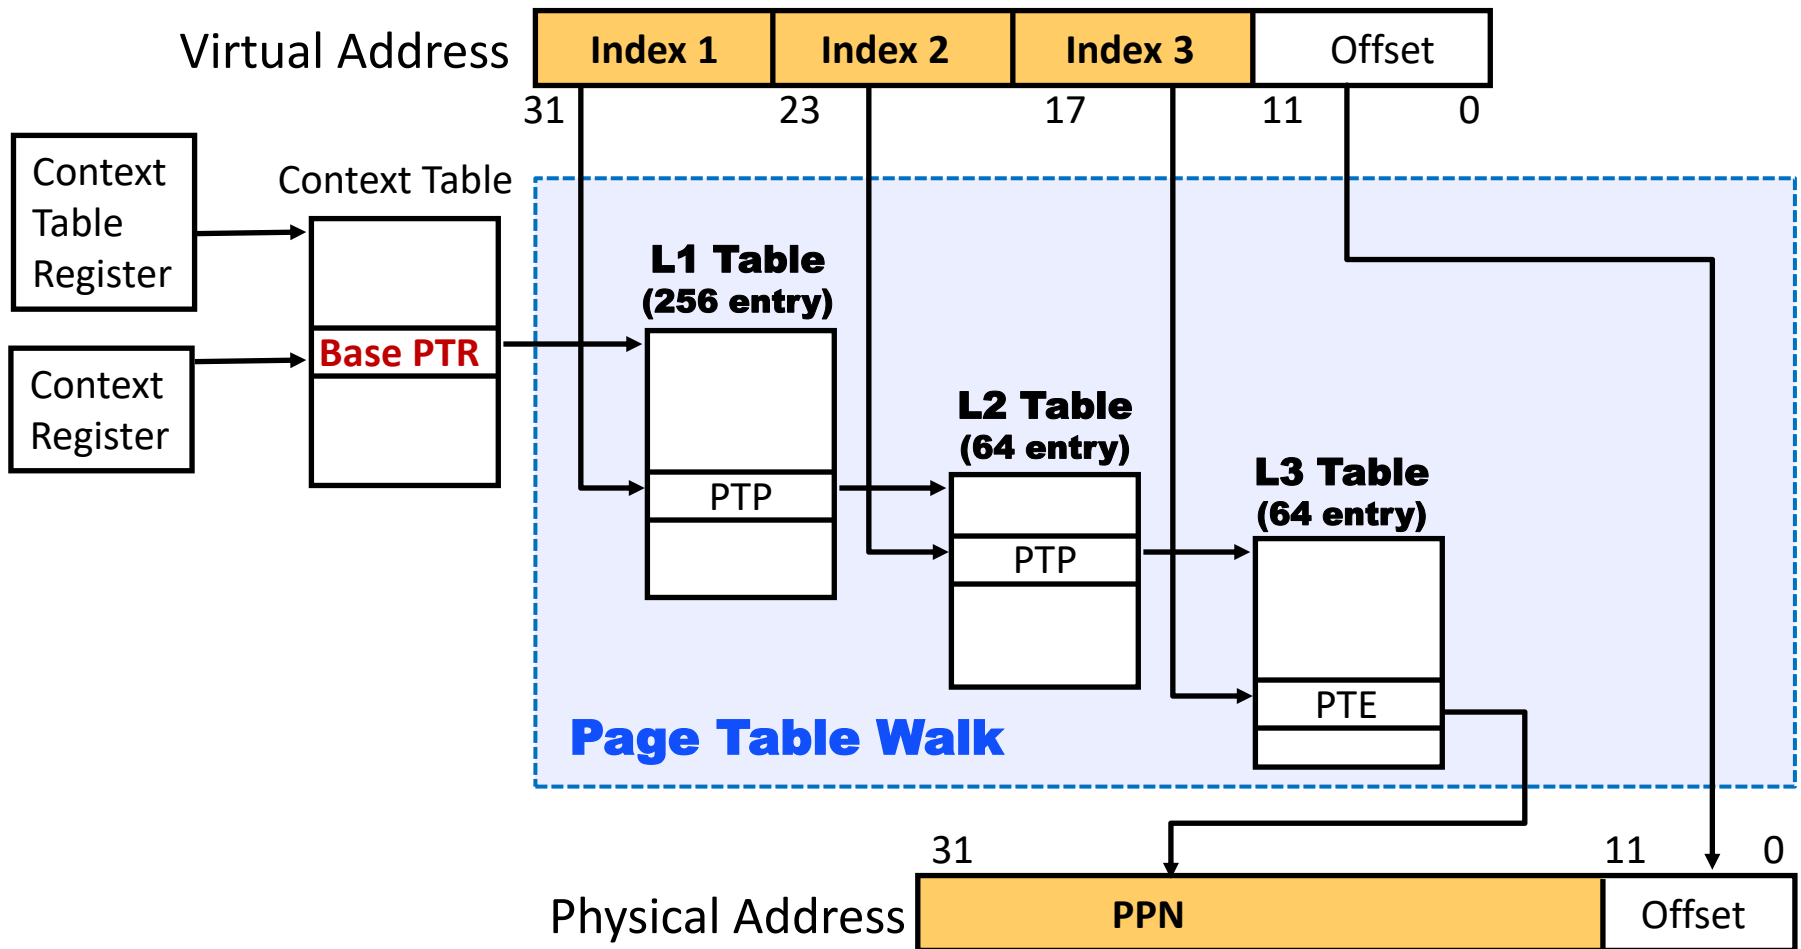 Virtual Address
Index 1
Index 2
Index 3
Offset
31
23
17
11
0
Context
Table
Register
Context Table
Base PTR
Context
Register
L1 Table
(256 entry)
PTP
L2 Table
(64 entry)
PTP
L3 Table
(64 entry)
PTE
Page Table Walk
31
11
0
Physical Address
PPN
Offset